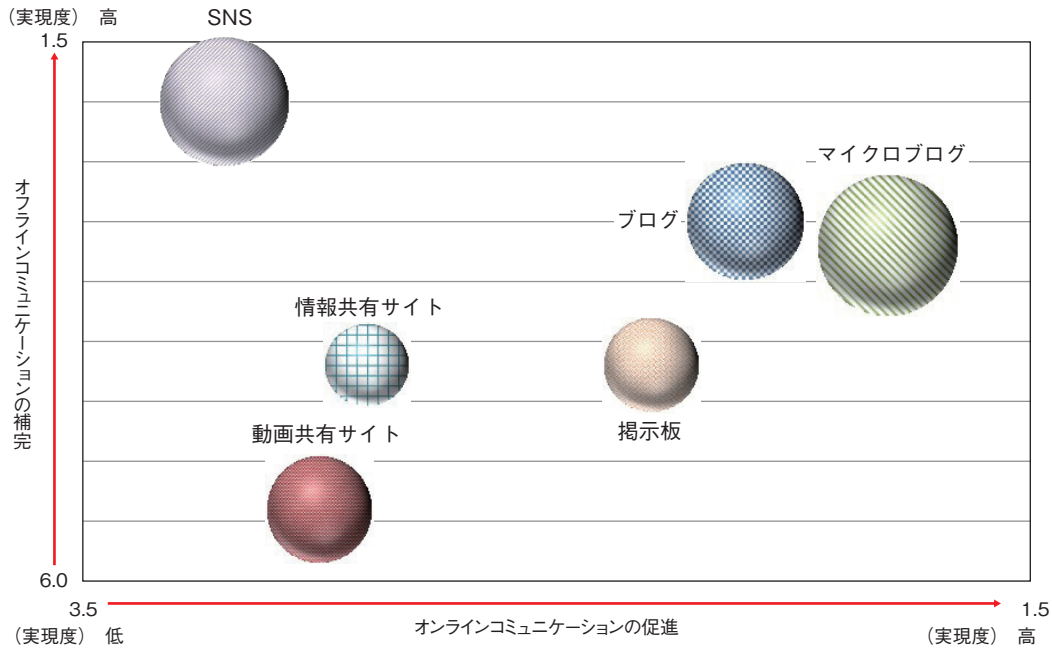 （実現度） 高
SNS
1.5
マイクロブログ
ブログ
オフラインコミュニケーションの補完
情報共有サイト
動画共有サイト
掲示板
6.0
3.5
1.5
（実現度） 低
オンラインコミュニケーションの促進
（実現度） 高